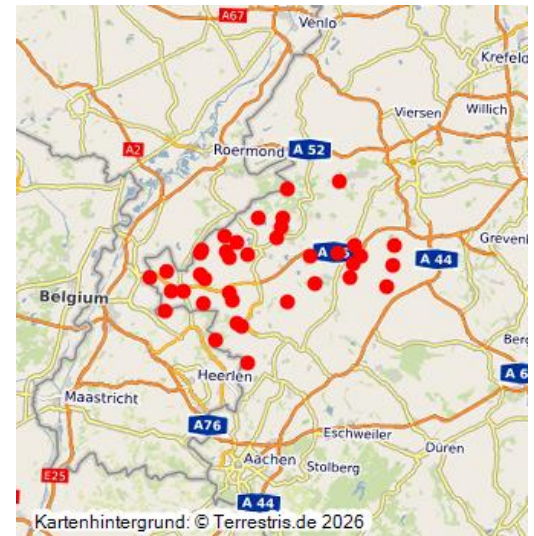 A67
Venlo
Krefeld
Viersen
Willich
A2
Roermond
A 52
Grevenl
A 44
Belgium
Berg
Heerlen
A 6
Maastricht
A76
Eschweiler
Düren
Aachen
Stolberg
E25
A 44
Kartenhintergrund: © Terrestris.de 2026